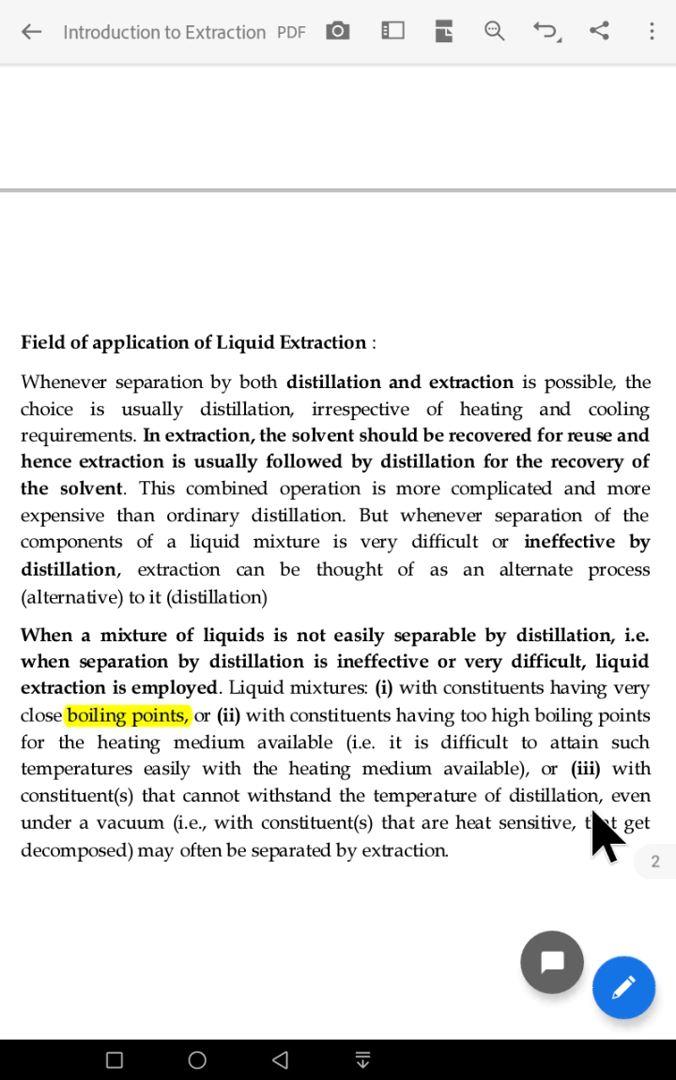 Introduction to Extraction PDF
Field of application of Liquid Extraction :
Whenever separation by both distillation and extraction is possible, the
choice is usually distillation, irrespective of heating and cooling
requirements. In extraction, the solvent should be recovered for reuse and
hence extraction is usually followed by distillation for the recovery of
the solvent. This combined operation is more complicated and more
expensive than ordinary distillation. But whenever separation of the
components of a liquid mixture is very difficult or ineffective by
distillation, extraction can be thought of as an alternate process
(alternative) to it (distillation)
When a mixture of liquids is not easily separable by distillation, i.e.
when separation by distillation is ineffective or very difficult, liquid
extraction is employed. Liquid mixtures: (i) with constituents having very
close boiling points, or (ii) with constituents having too high boiling points
for the heating medium available (i.e. it is difficult to attain such
temperatures easily with the heating medium available), or (iii) with
constituent(s) that cannot withstand the temperature of distillation, even
under a vacuum (i.e., with constituent(s) that are heat sensitive, that get
decomposed) may often be separated by extraction.
2